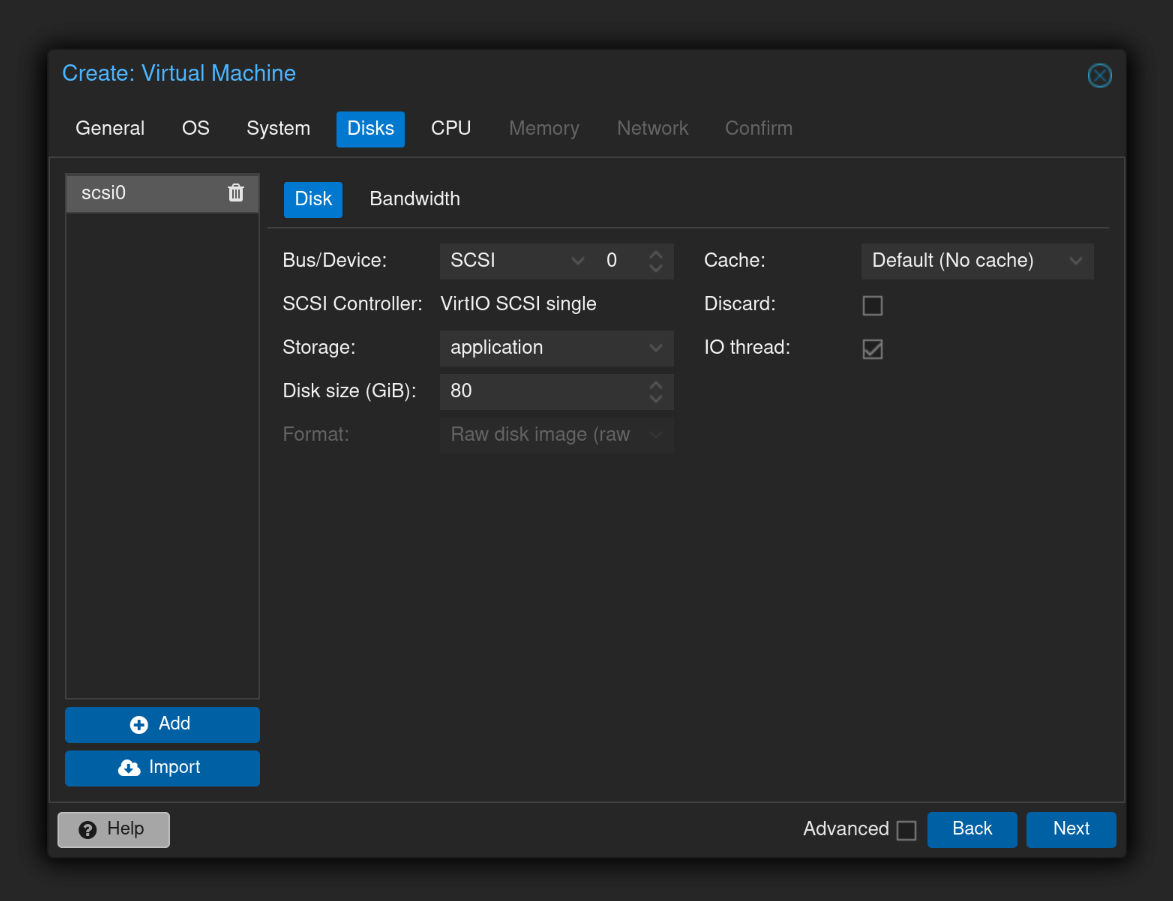 Create: Virtual Machine
General OS System Disks CPU Memory Network Confirm
scsi0
Disk Bandwidth
Bus/Device: SCSI 0 Cache: Default (No cache)
SCSI Controller: VirtIO SCSI single Discard:
Storage: application IO thread:
Disk size (GiB): 80
Format: Raw disk image (raw
Add
Import
Help Advanced Back Next